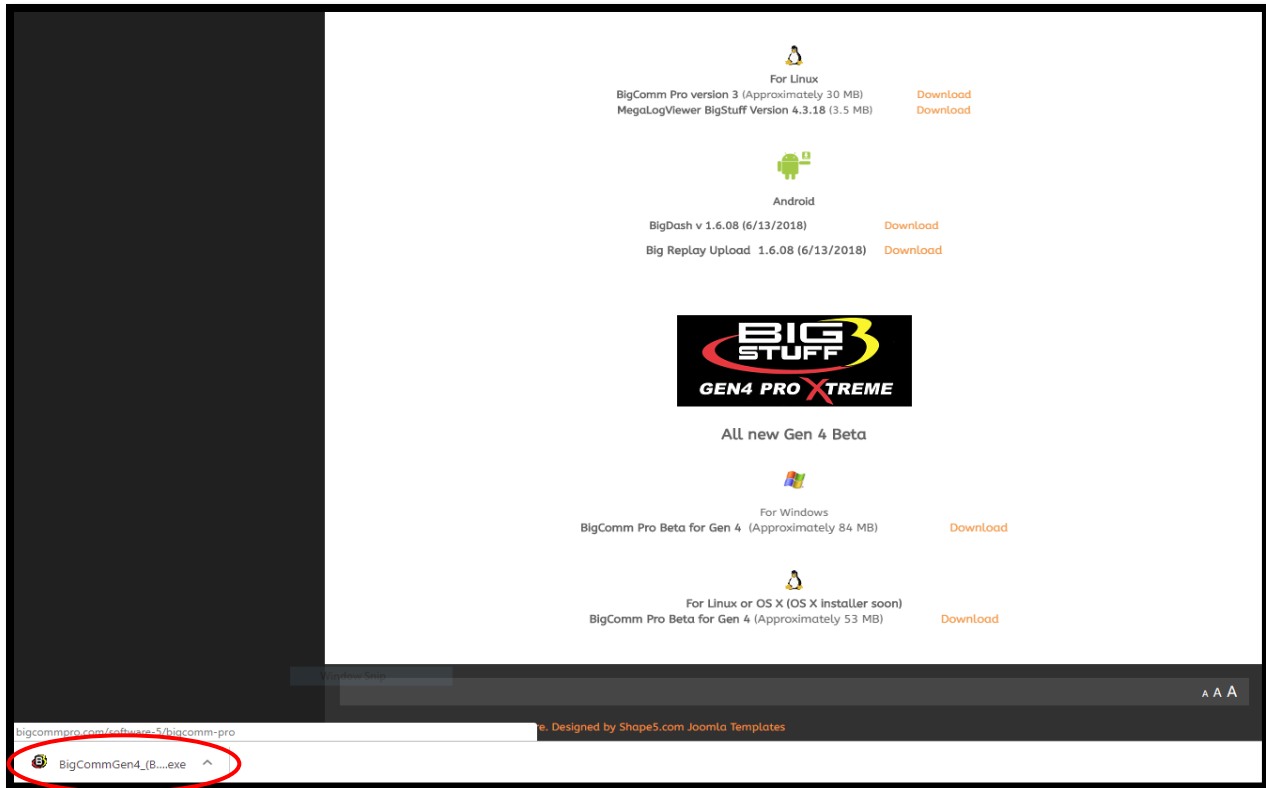 For Linux
BigComm Pro version 3 (Approximately 30 MB) Download
MegaLogViewer BigStuff Version 4.3.18 (3.5 MB) Download
Android
BigDash v 1.6.08 (6/13/2018) Download
Big Replay Upload 1.6.08 (6/13/2018) Download
BIG 3
STUFF
GEN4 PRO XTREME
All new Gen 4 Beta
For Windows
BigComm Pro Beta for Gen 4 (Approximately 84 MB) Download
For Linux or OS X (OS X installer soon)
BigComm Pro Beta for Gen 4 (Approximately 53 MB) Download
Window Snip
A A A
re. Designed by Shape5.com Joomla Templates
bigcommpro.com/software-5/bigcomm-pro
B BigCommGen4_(B....exe